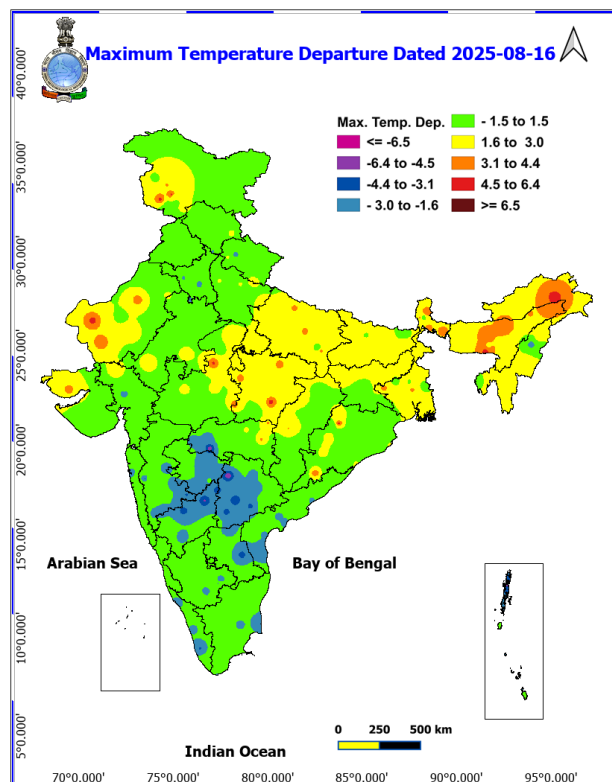 Maximum Temperature Departure Dated 2025-08-16
Max. Temp. Dep.
<= -6.5
-6.4 to -4.5
-4.4 to -3.1
- 3.0 to -1.6
- 1.5 to 1.5
1.6 to 3.0
3.1 to 4.4
4.5 to 6.4
>= 6.5
40°0.000'
35°0.000'
30°0.000'
25°0.000'
20°0.000'
15°0.000'
10°0.000'
5°0.000'
Arabian Sea
Bay of Bengal
Indian Ocean
0 250 500 km
70°0.000' 75°0.000' 80°0.000' 85°0.000' 90°0.000' 95°0.000'